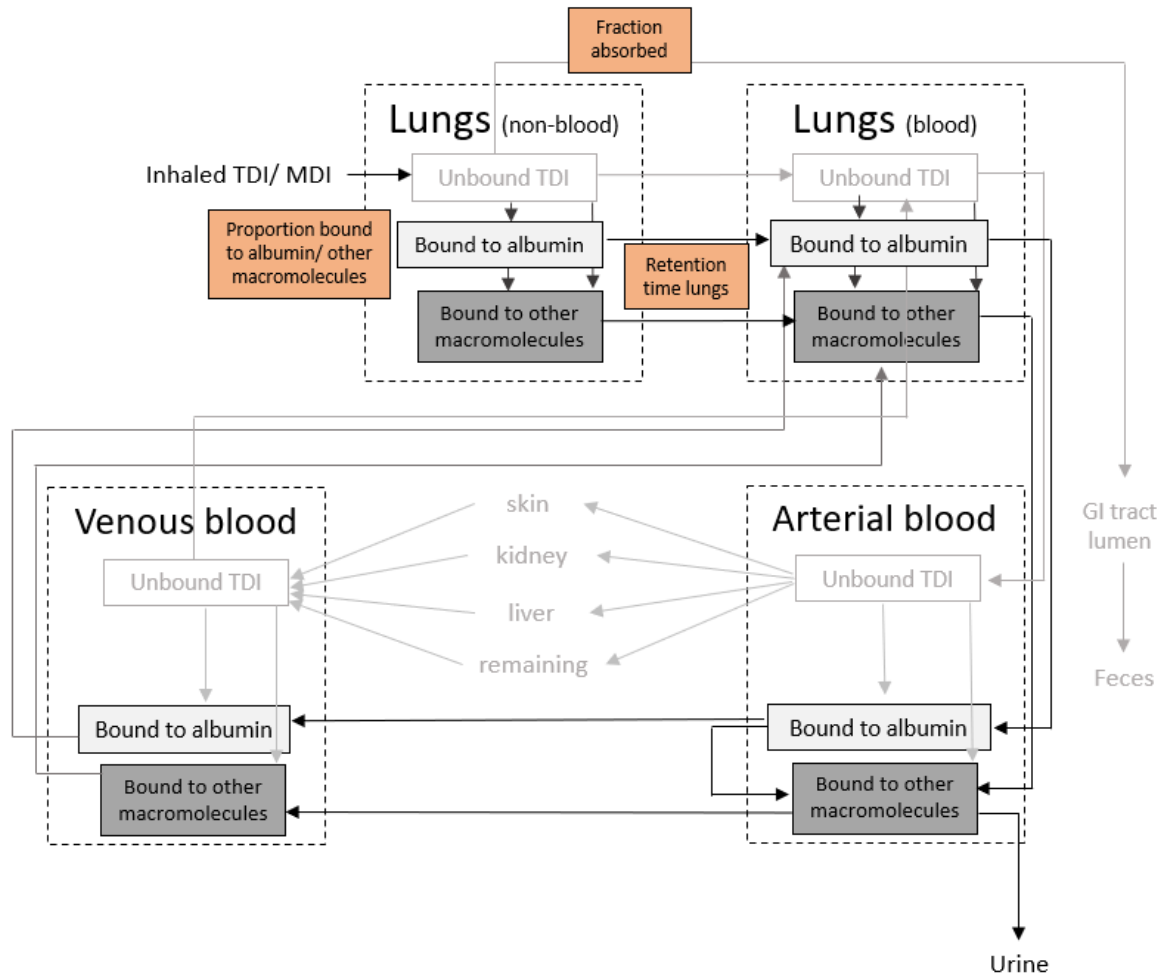 Fraction
absorbed
Lungs (non-blood)
Lungs (blood)
Inhaled TDI/ MDI
Unbound TDI
Unbound TDI
Proportion bound
to albumin/ other
macromolecules
Bound to albumin
Retention
time lungs
Bound to albumin
Bound to other
macromolecules
Bound to other
macromolecules
Venous blood
skin
kidney
liver
remaining
Arterial blood
GI tract
lumen
Unbound TDI
Unbound TDI
Feces
Bound to albumin
Bound to albumin
Bound to other
macromolecules
Bound to other
macromolecules
Urine